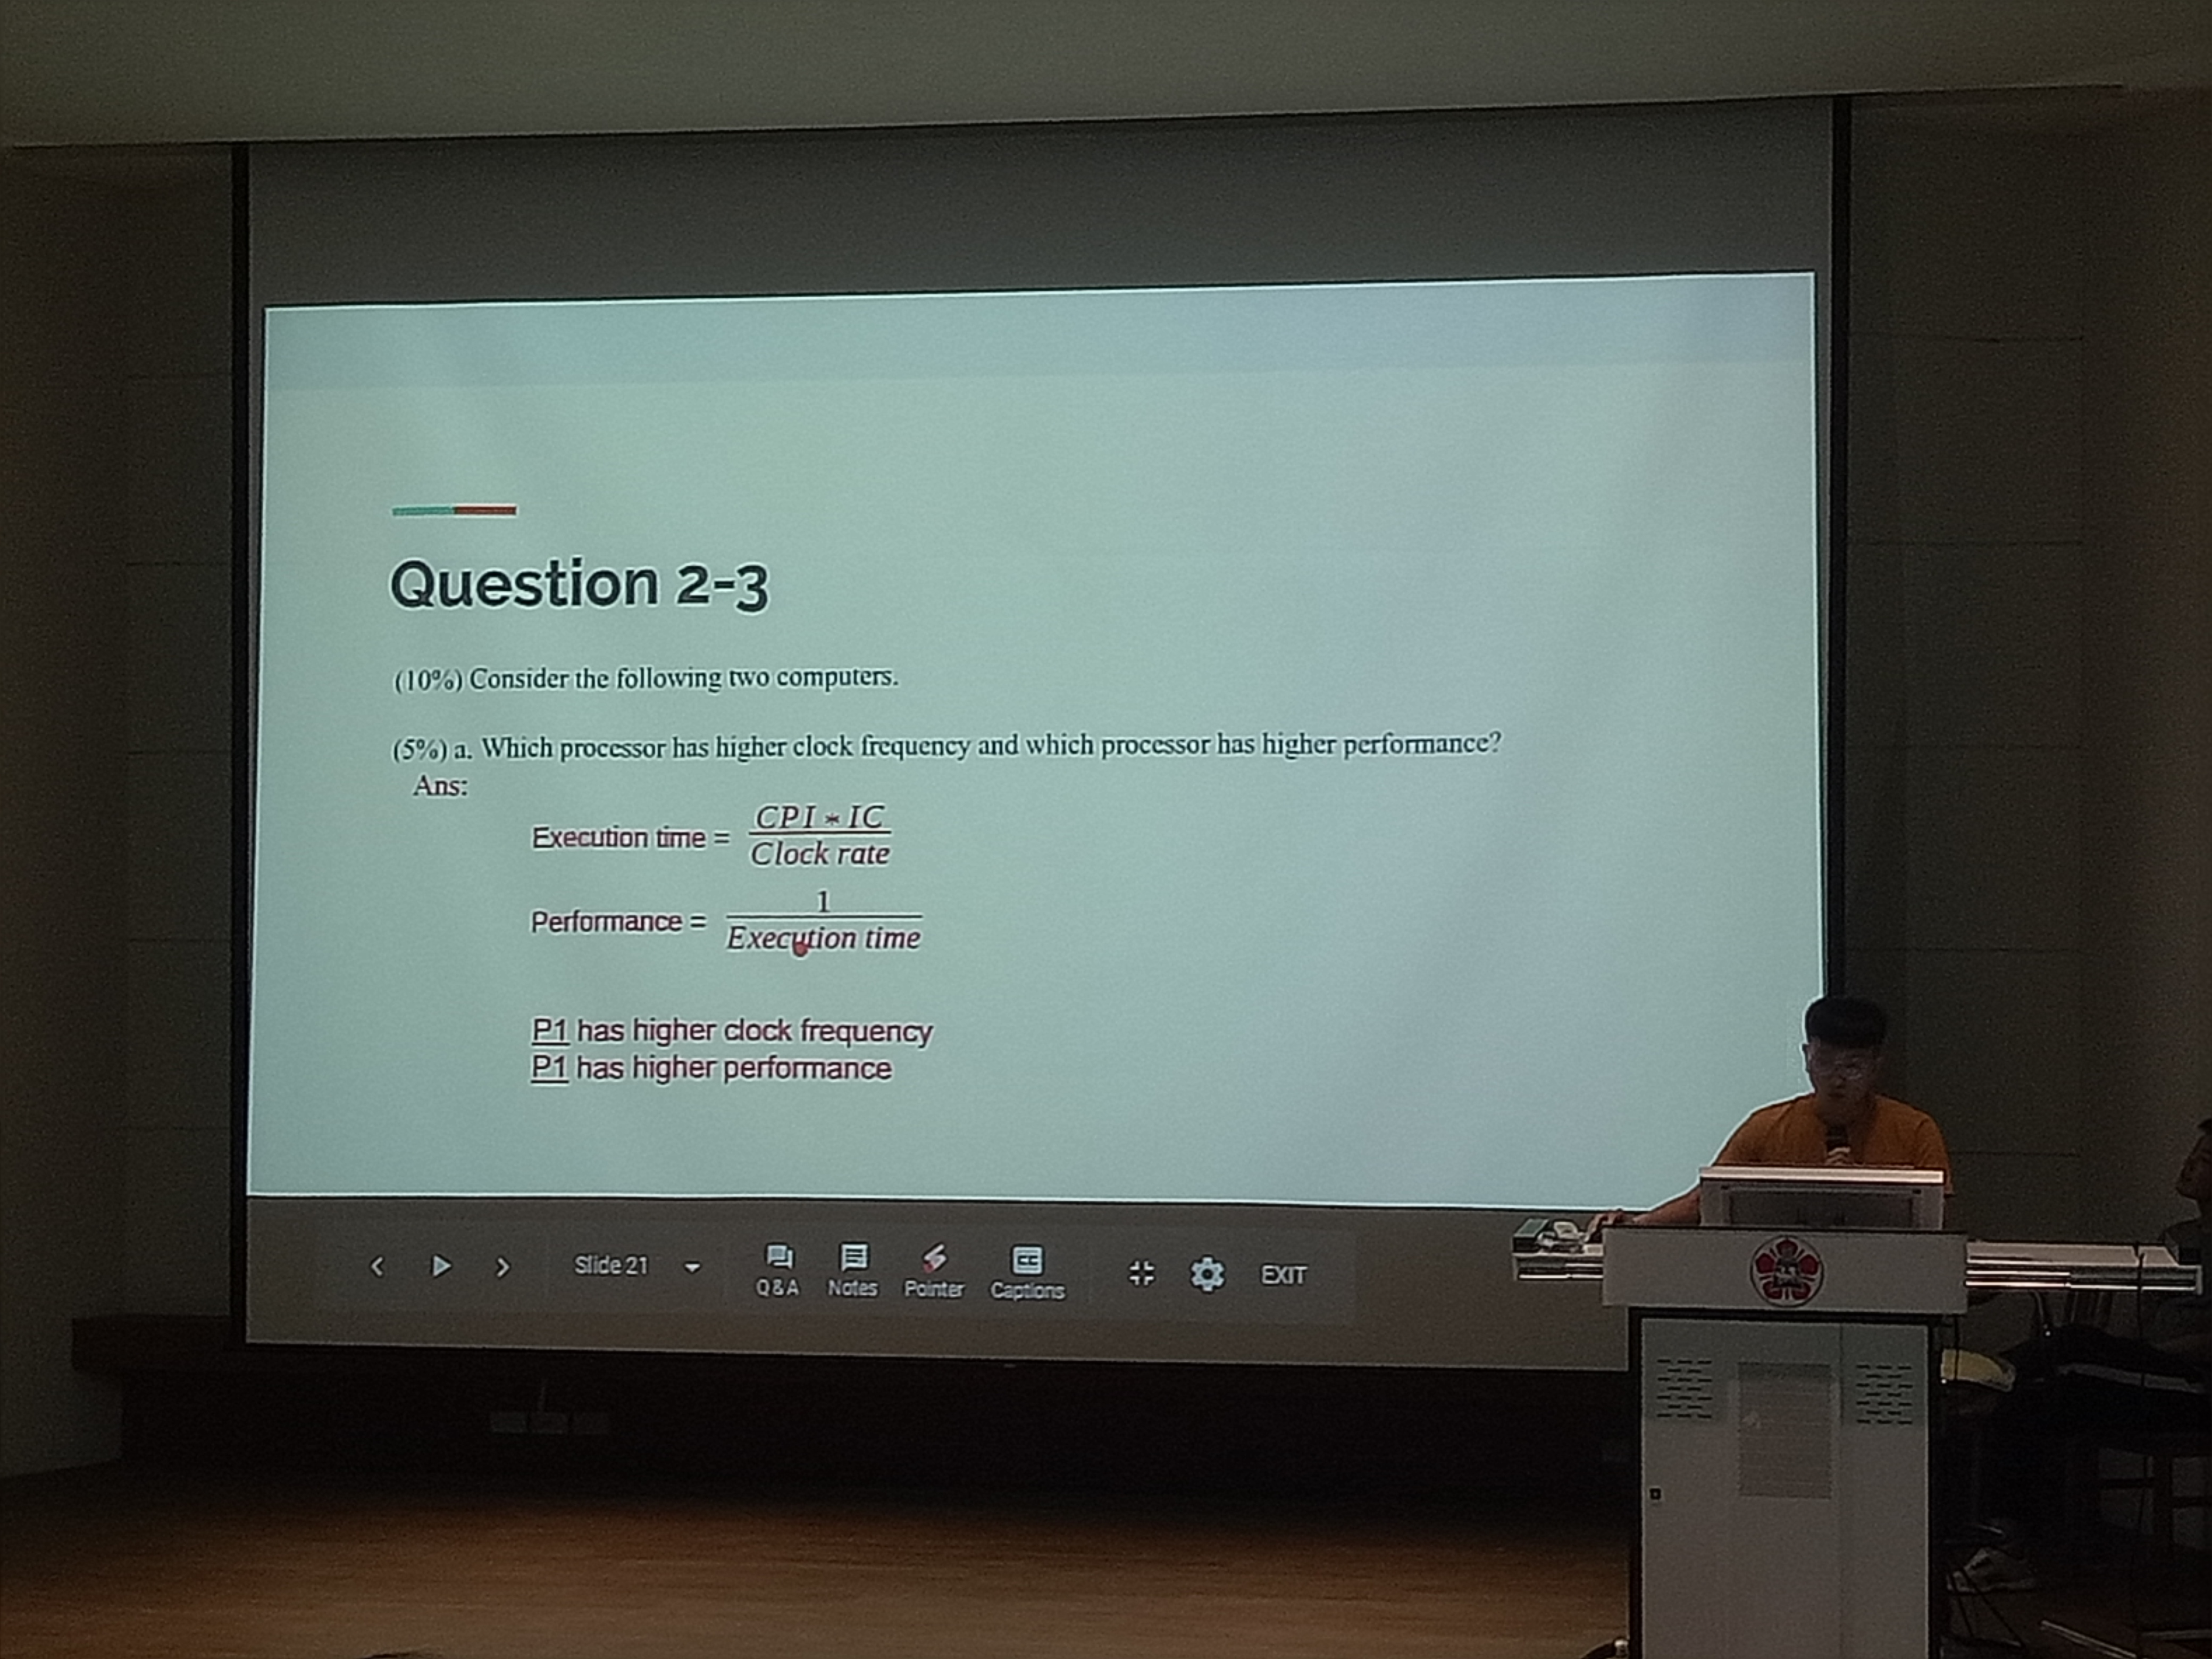 Question 2-3
(10%) Consider the following two computers.
(5%) a. Which processor has higher clock frequency and which processor has higher performance?
Ans:
Execution time = CPI * IC / Clock rate
Performance = 1 / Execution time
P1 has higher clock frequency
P1 has higher performance
Slide 21
Q&A
Notes
Pointer
CC
Captions
EXIT